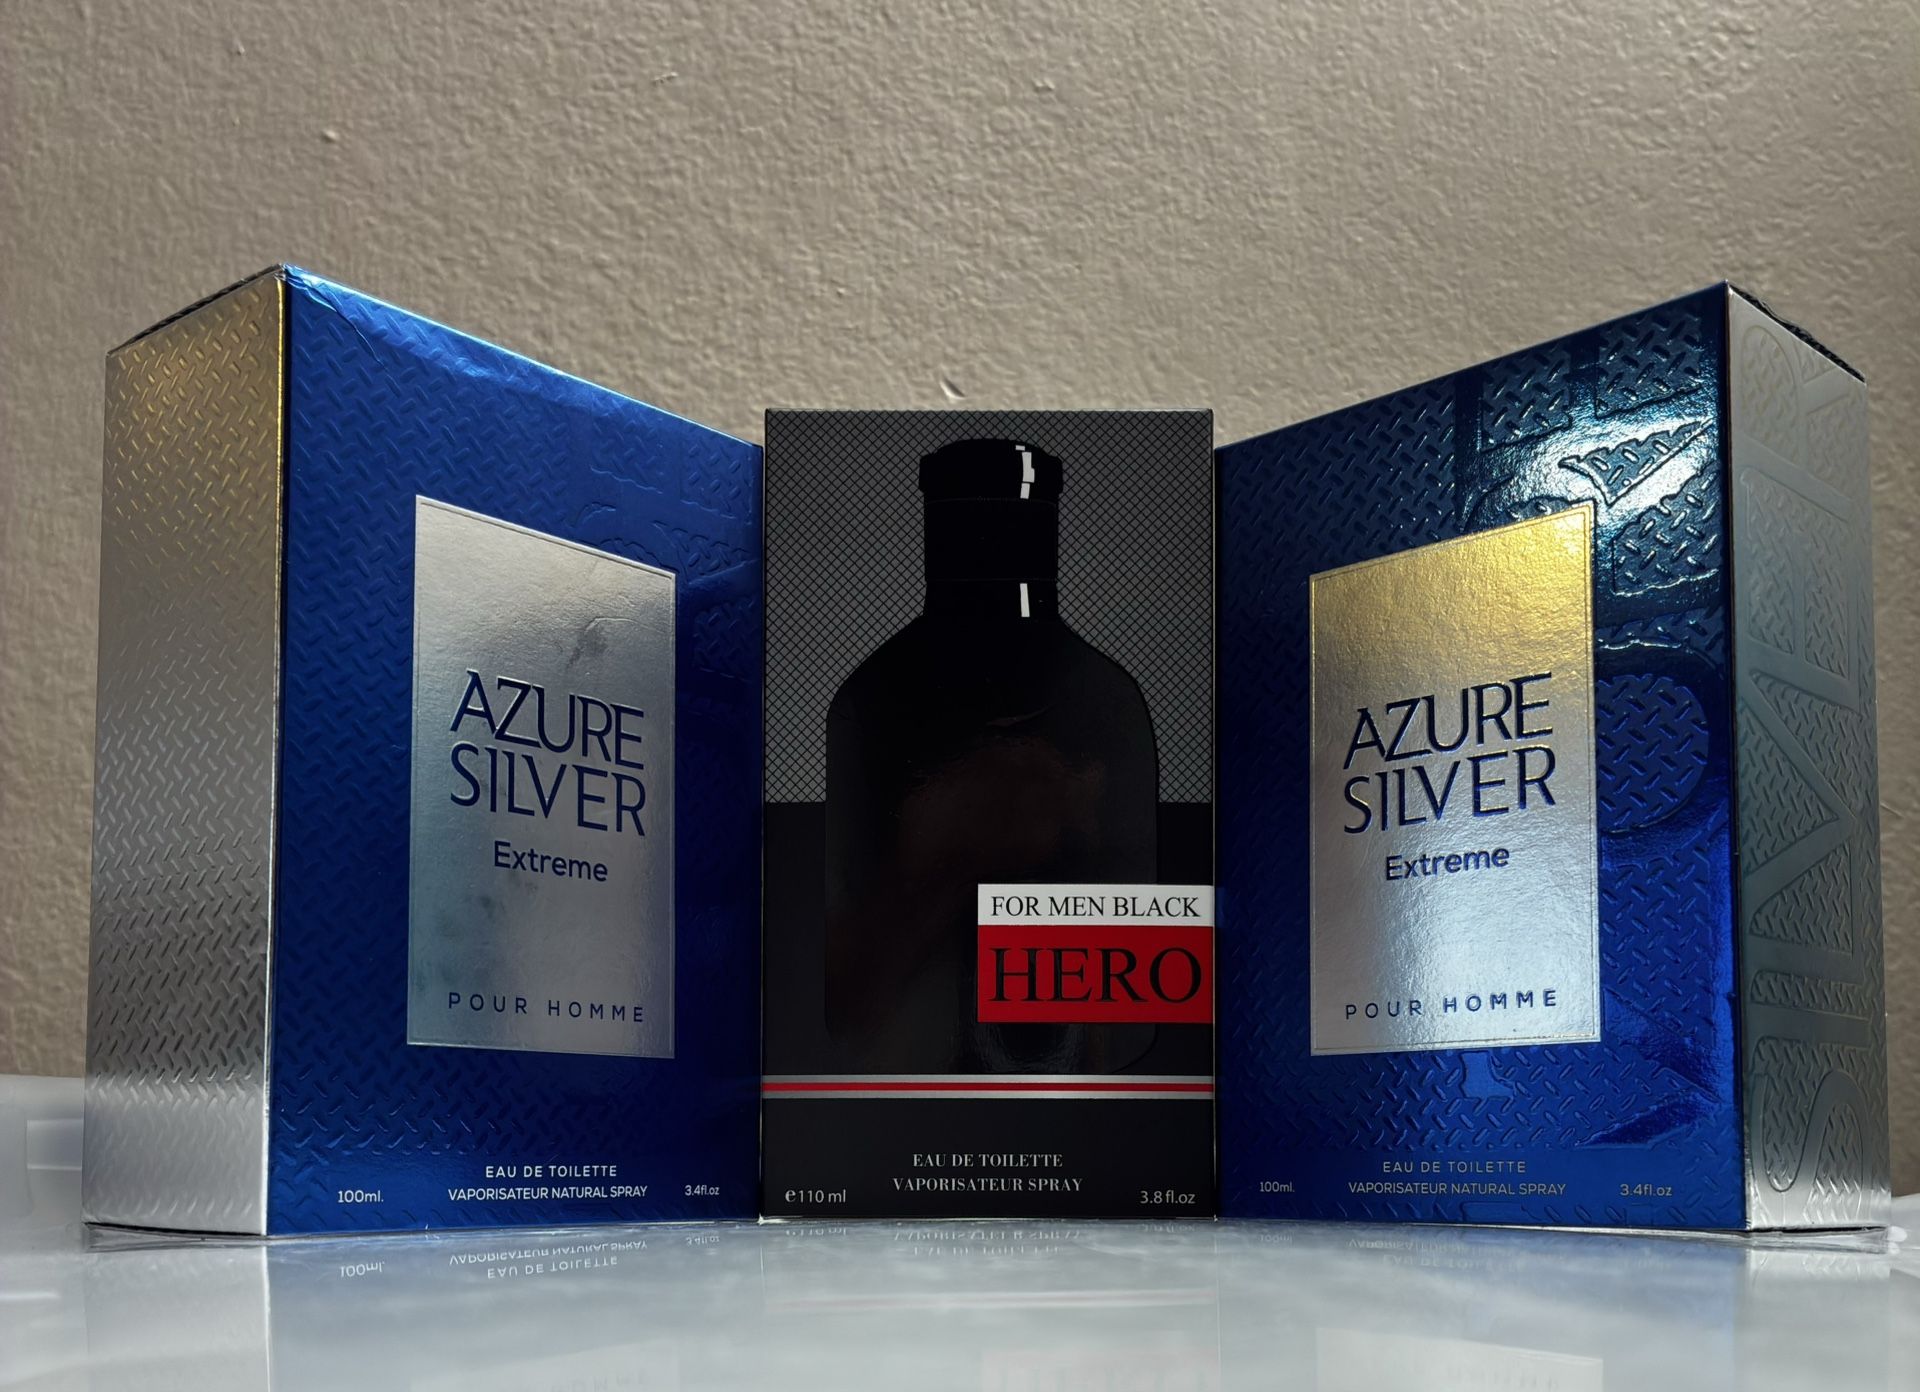 AZURE
SILVER
Extreme
POUR HOMME
EAU DE TOILETTE
100ml. VAPORISATEUR NATURAL SPRAY 3.4fl.oz
FOR MEN BLACK
HERO
EAU DE TOILETTE
VAPORISATEUR SPRAY
℮110 ml 3.8 fl.oz
AZURE
SILVER
Extreme
POUR HOMME
EAU DE TOILETTE
100ml. VAPORISATEUR NATURAL SPRAY 3.4fl.oz
SILVER